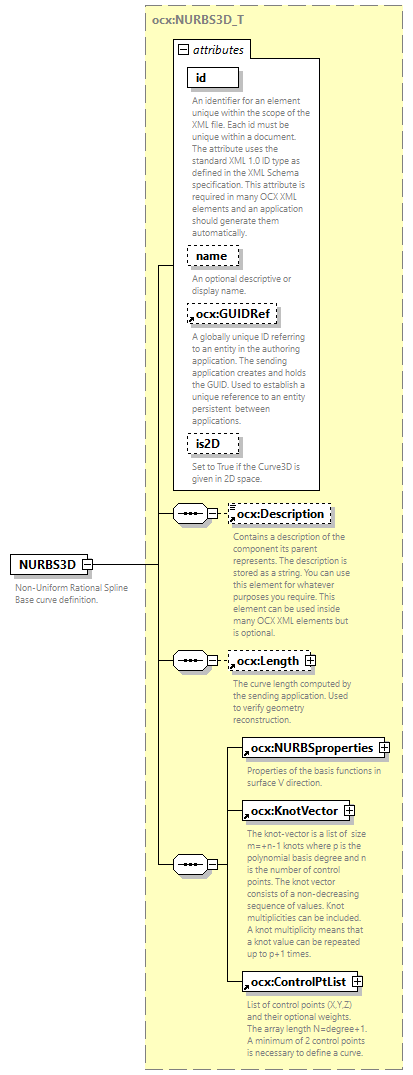 ocx:NURBS3D_T
attributes
id
An identifier for an element
unique within the scope of the
XML file. Each id must be
unique within a document.
The attribute uses the
standard XML 1.0 ID type as
defined in the XML Schema
specification. This attribute is
required in many OCX XML
elements and an application
should generate them
automatically.
name
An optional descriptive or
display name.
ocx:GUIDRef
A globally unique ID referring
to an entity in the authoring
application. The sending
application creates and holds
the GUID. Used to establish a
unique reference to an entity
persistent between
applications.
is2D
Set to True if the Curve3D is
given in 2D space.
NURBS3D
Non-Uniform Rational Spline
Base curve definition.
ocx:Description
Contains a description of the
component its parent
represents. The description is
stored as a string. You can use
this element for whatever
purposes you require. This
element can be used inside
many OCX XML elements but
is optional.
ocx:Length
The curve length computed by
the sending application. Used
to verify geometry
reconstruction.
ocx:NURBSproperties
Properties of the basis functions in
surface V direction.
ocx:KnotVector
The knot-vector is a list of size
m=+n-1 knots where p is the
polynomial basis degree and n
is the number of control
points. The knot vector
consists of a non-decreasing
sequence of values. Knot
multiplicities can be included.
A knot multiplicity means that
a knot value can be repeated
up to p+1 times.
ocx:ControlPtList
List of control points (X,Y,Z)
and their optional weights.
The array length N=degree+1.
A minimum of 2 control points
is necessary to define a curve.